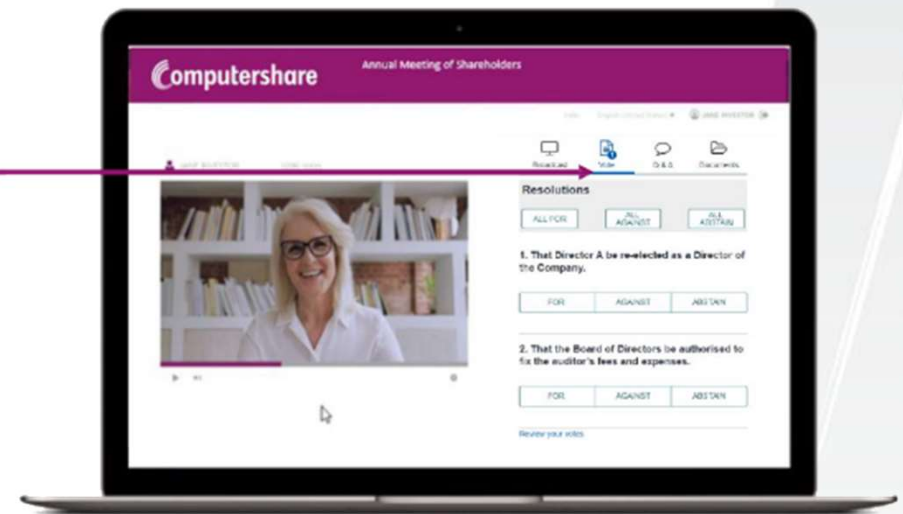 Computershare
Annual Meeting of Shareholders
JANE INVESTOR
JANE INVESTOR
Broadcast
Vote
Q & A
Documents
Resolutions
ALL FOR
ALL
AGAINST
ALL
ABSTAIN
1. That Director A be re-elected as a Director of
the Company.
FOR
AGAINST
ABSTAIN
2. That the Board of Directors be authorised to
fix the auditor's fees and expenses.
FOR
AGAINST
ABSTAIN
Review your votes